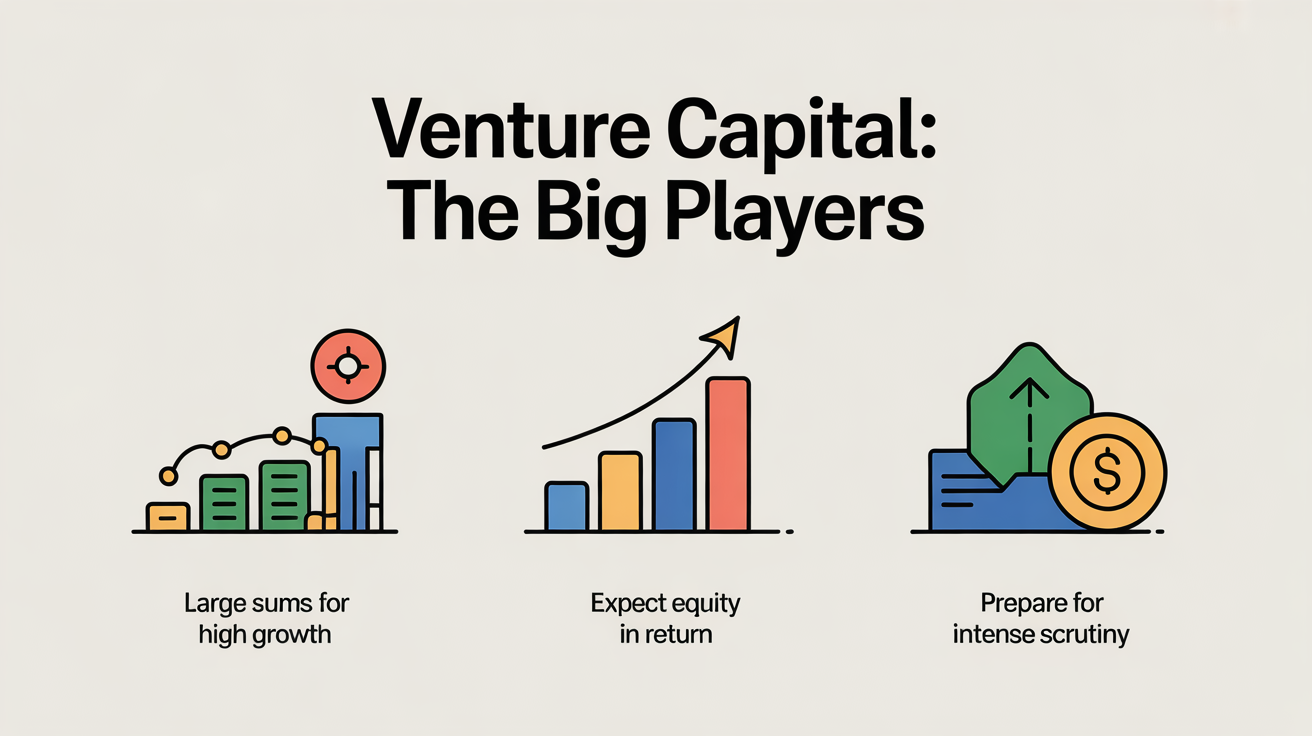 Venture Capital:
The Big Players
$
Large sums for
high growth
Expect equity
in return
Prepare for
intense scrutiny